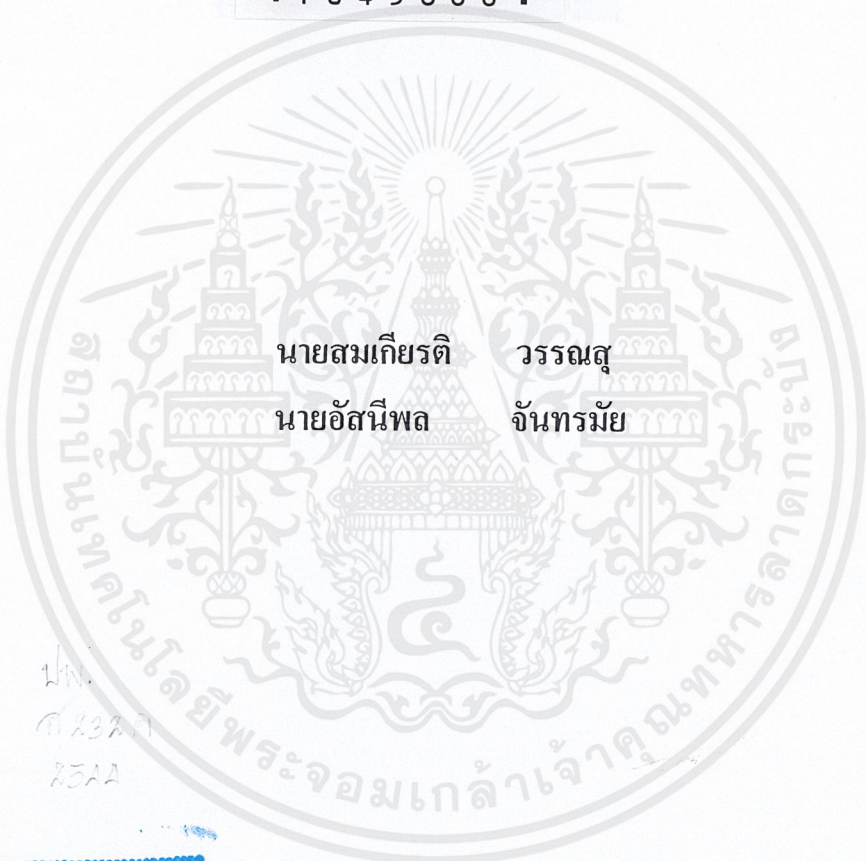 นายสมเกียรติ วรรณสุ
นายอัสนีพล จันทรมัย
สถาบันเทคโนโลยีพระจอมเกล้าเจ้าคุณทหารลาดกระบัง
ปพ.
2544